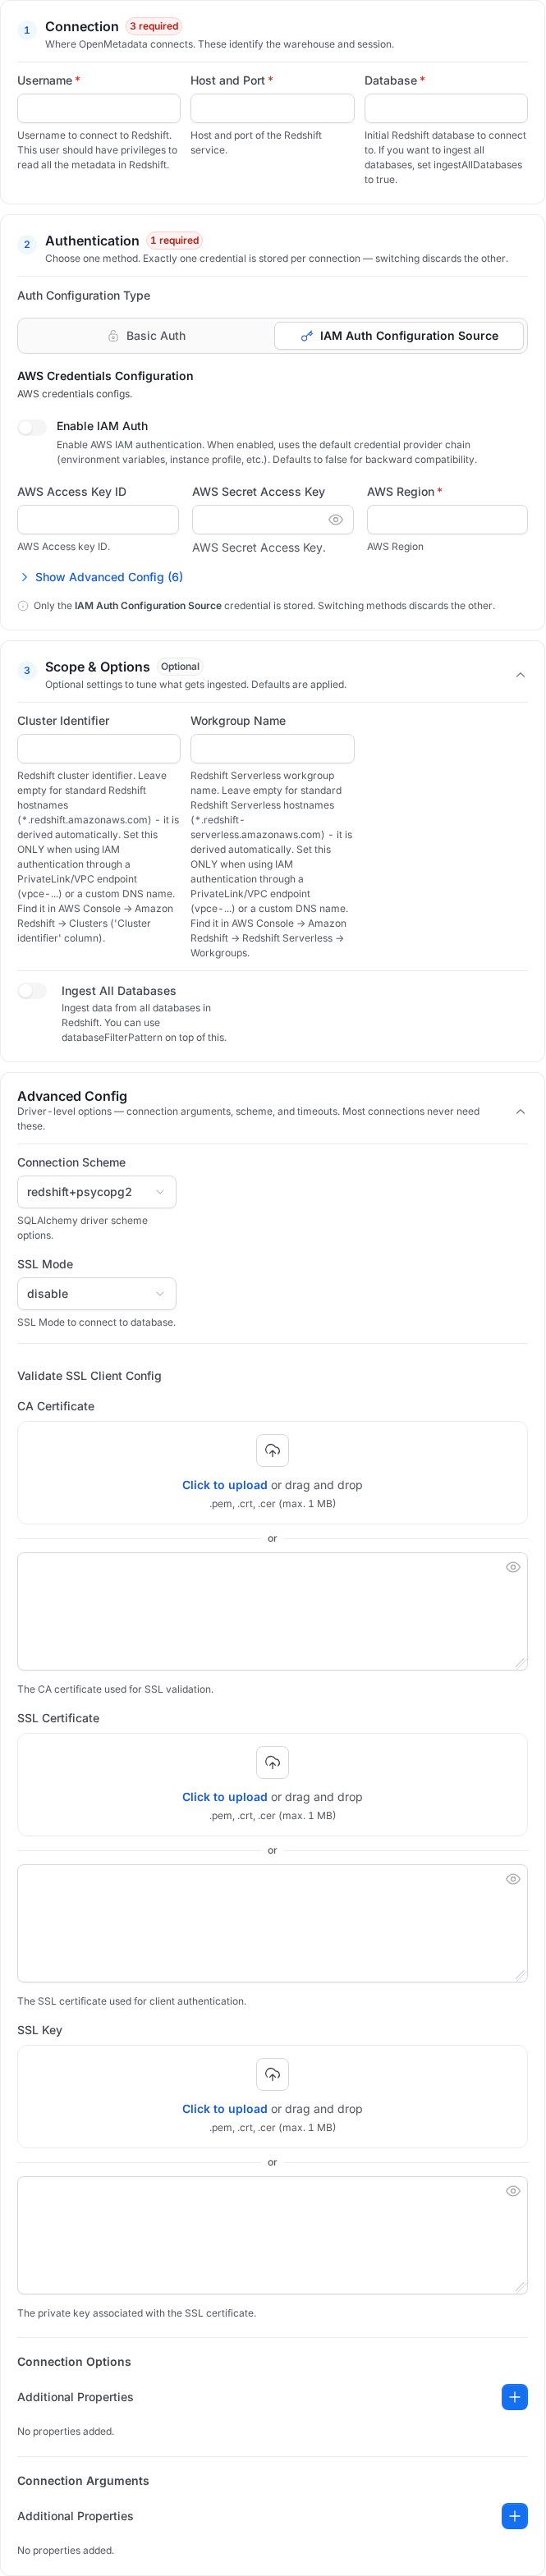 1
Connection 3 required
Where OpenMetadata connects. These identify the warehouse and session.
Username *
Username to connect to Redshift.
This user should have privileges to
read all the metadata in Redshift.
Host and Port *
Host and port of the Redshift
service.
Database *
Initial Redshift database to connect
to. If you want to ingest all
databases, set ingestAllDatabases
to true.
2
Authentication 1 required
Choose one method. Exactly one credential is stored per connection — switching discards the other.
Auth Configuration Type
Basic Auth
IAM Auth Configuration Source
AWS Credentials Configuration
AWS credentials configs.
Enable IAM Auth
Enable AWS IAM authentication. When enabled, uses the default credential provider chain
(environment variables, instance profile, etc.). Defaults to false for backward compatibility.
AWS Access Key ID
AWS Access key ID.
AWS Secret Access Key
AWS Secret Access Key.
AWS Region *
AWS Region
Show Advanced Config (6)
Only the IAM Auth Configuration Source credential is stored. Switching methods discards the other.
3
Scope & Options Optional
Optional settings to tune what gets ingested. Defaults are applied.
Cluster Identifier
Redshift cluster identifier. Leave
empty for standard Redshift
hostnames
(*.redshift.amazonaws.com) - it is
derived automatically. Set this
ONLY when using IAM
authentication through a
PrivateLink/VPC endpoint
(vpce-...) or a custom DNS name.
Find it in AWS Console → Amazon
Redshift → Clusters ('Cluster
identifier' column).
Workgroup Name
Redshift Serverless workgroup
name. Leave empty for standard
Redshift Serverless hostnames
(*.redshift-
serverless.amazonaws.com) - it is
derived automatically. Set this
ONLY when using IAM
authentication through a
PrivateLink/VPC endpoint
(vpce-...) or a custom DNS name.
Find it in AWS Console → Amazon
Redshift → Redshift Serverless →
Workgroups.
Ingest All Databases
Ingest data from all databases in
Redshift. You can use
databaseFilterPattern on top of this.
Advanced Config
Driver-level options — connection arguments, scheme, and timeouts. Most connections never need
these.
Connection Scheme
redshift+psycopg2
SQLAlchemy driver scheme
options.
SSL Mode
disable
SSL Mode to connect to database.
Validate SSL Client Config
CA Certificate
Click to upload or drag and drop
.pem, .crt, .cer (max. 1 MB)
or
The CA certificate used for SSL validation.
SSL Certificate
Click to upload or drag and drop
.pem, .crt, .cer (max. 1 MB)
or
The SSL certificate used for client authentication.
SSL Key
Click to upload or drag and drop
.pem, .crt, .cer (max. 1 MB)
or
The private key associated with the SSL certificate.
Connection Options
Additional Properties
No properties added.
Connection Arguments
Additional Properties
No properties added.